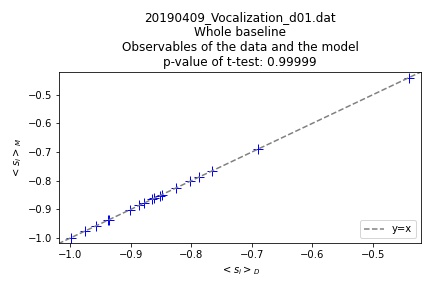 20190409_Vocalization_d01.dat
Whole baseline
Observables of the data and the model
p-value of t-test: 0.99999
< s_i >_M
−0.5
−0.6
−0.7
−0.8
−0.9
−1.0
y=x
−1.0 −0.9 −0.8 −0.7 −0.6 −0.5
< s_i >_D